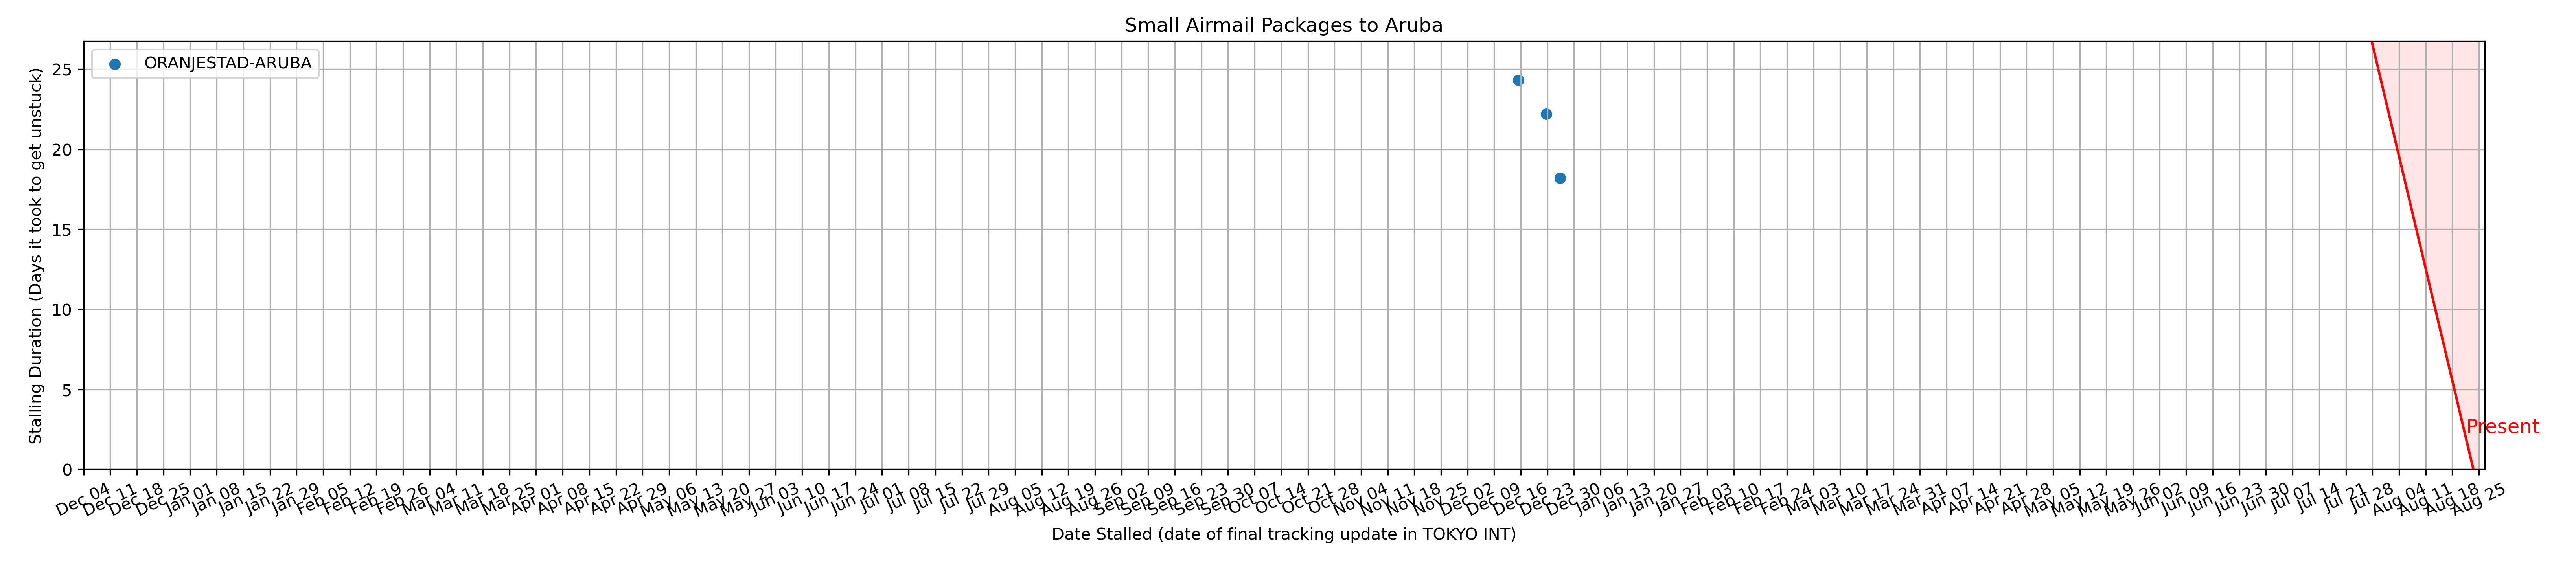 Small Airmail Packages to Aruba
ORANJESTAD-ARUBA
Stalling Duration (Days it took to get unstuck)
25
20
15
10
5
0
Present
Dec 04
Dec 11
Dec 18
Dec 25
Jan 01
Jan 08
Jan 15
Jan 22
Jan 29
Feb 05
Feb 12
Feb 19
Feb 26
Mar 04
Mar 11
Mar 18
Mar 25
Apr 01
Apr 08
Apr 15
Apr 22
Apr 29
May 06
May 13
May 20
May 27
Jun 03
Jun 10
Jun 17
Jun 24
Jul 01
Jul 08
Jul 15
Jul 22
Jul 29
Aug 05
Aug 12
Aug 19
Aug 26
Sep 02
Sep 09
Sep 16
Sep 23
Sep 30
Oct 07
Oct 14
Oct 21
Oct 28
Nov 04
Nov 11
Nov 18
Nov 25
Dec 02
Dec 09
Dec 16
Dec 23
Dec 30
Jan 06
Jan 13
Jan 20
Jan 27
Feb 03
Feb 10
Feb 17
Feb 24
Mar 03
Mar 10
Mar 17
Mar 24
Mar 31
Apr 07
Apr 14
Apr 21
Apr 28
May 05
May 12
May 19
May 26
Jun 02
Jun 09
Jun 16
Jun 23
Jun 30
Jul 07
Jul 14
Jul 21
Jul 28
Aug 04
Aug 11
Aug 18
Aug 25
Date Stalled (date of final tracking update in TOKYO INT)